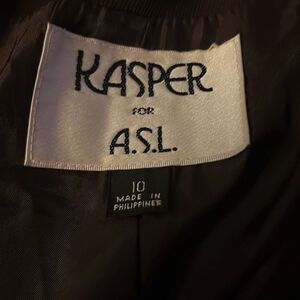 KASPER
FOR
A.S.L.
10
MADE IN
PHILIPPINES